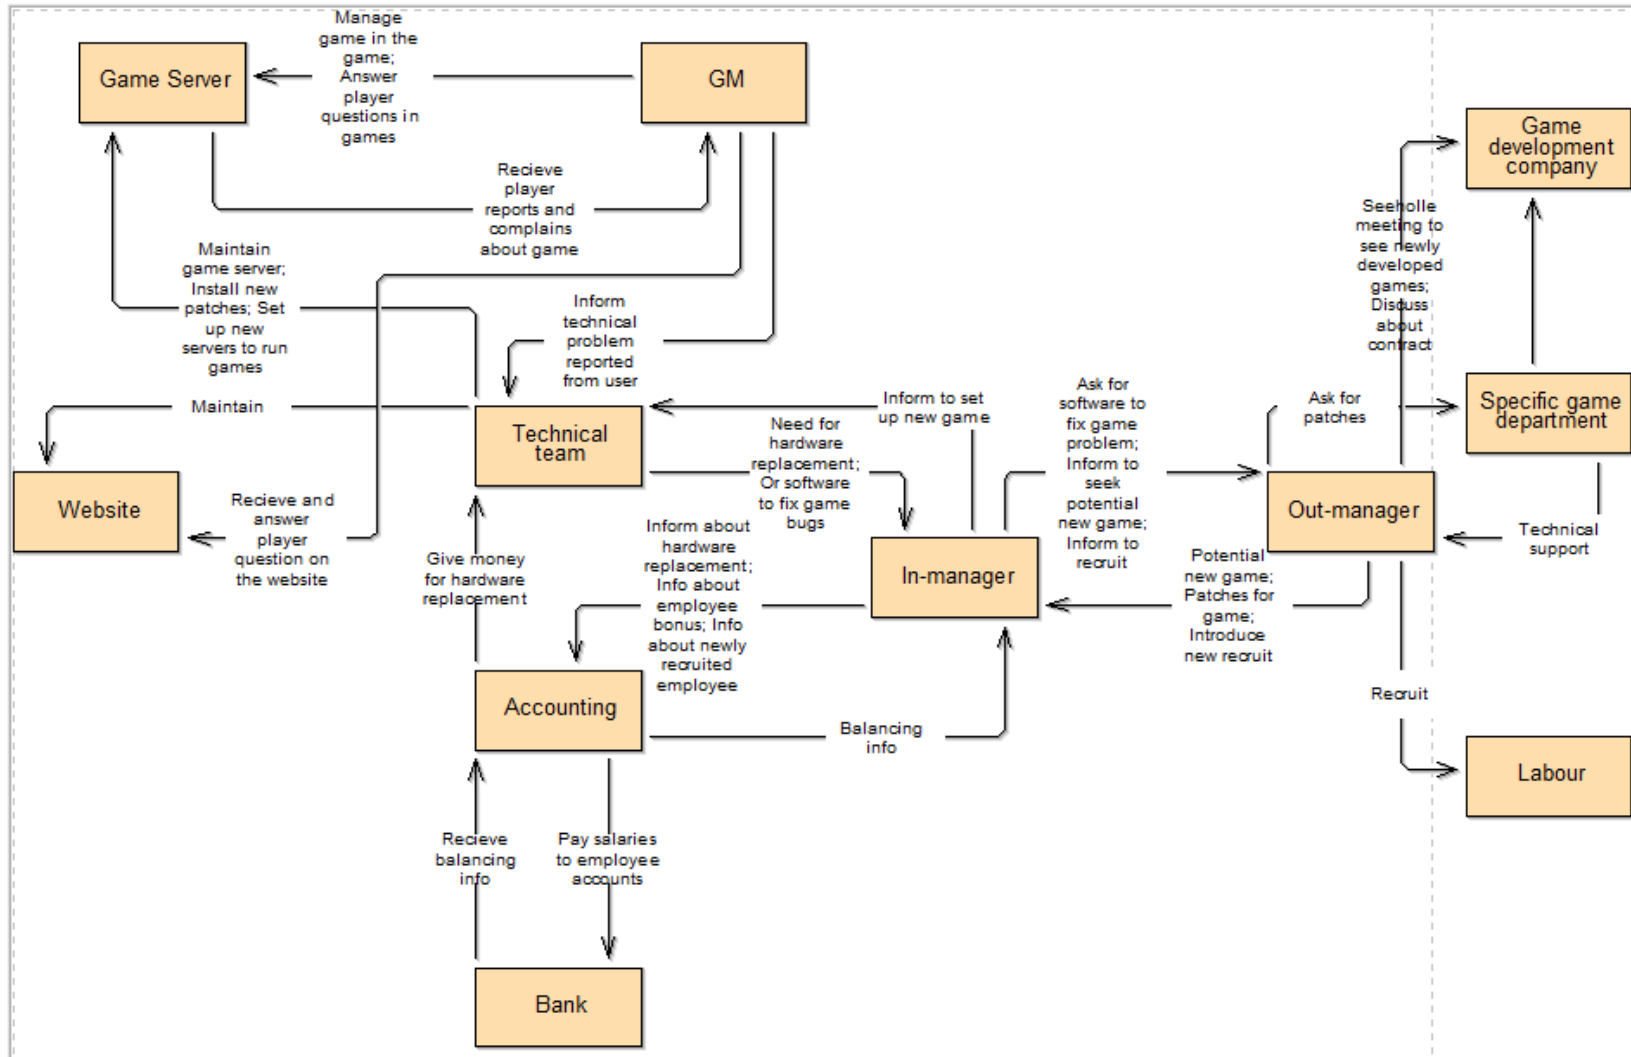 Manage
game in the
game;
Answer
player
questions in
games
Game Server
GM
Game
development
company
Recieve
player
reports and
complains
about game
Seeholle
meeting to
see newly
developed
games;
Discuss
about
contract
Maintain
game server;
Install new
patches; Set
up new
servers to run
games
Inform
technical
problem
reported
from user
Maintain
Technical
team
Inform to set
up new game
Ask for
software to
fix game
problem;
Inform to
seek
potential
new game;
Inform to
recruit
Ask for
patches
Specific game
department
Need for
hardware
replacement;
Or software
to fix game
bugs
Website
Recieve and
answer
player
question on
the website
Out-manager
Technical
support
Give money
for hardware
replacement
Inform about
hardware
replacement;
Info about
employee
bonus; Info
about newly
recruited
employee
In-manager
Potential
new game;
Patches for
game;
Introduce
new recruit
Accounting
Recruit
Balancing
info
Labour
Recieve
balancing
info
Pay salaries
to employee
accounts
Bank